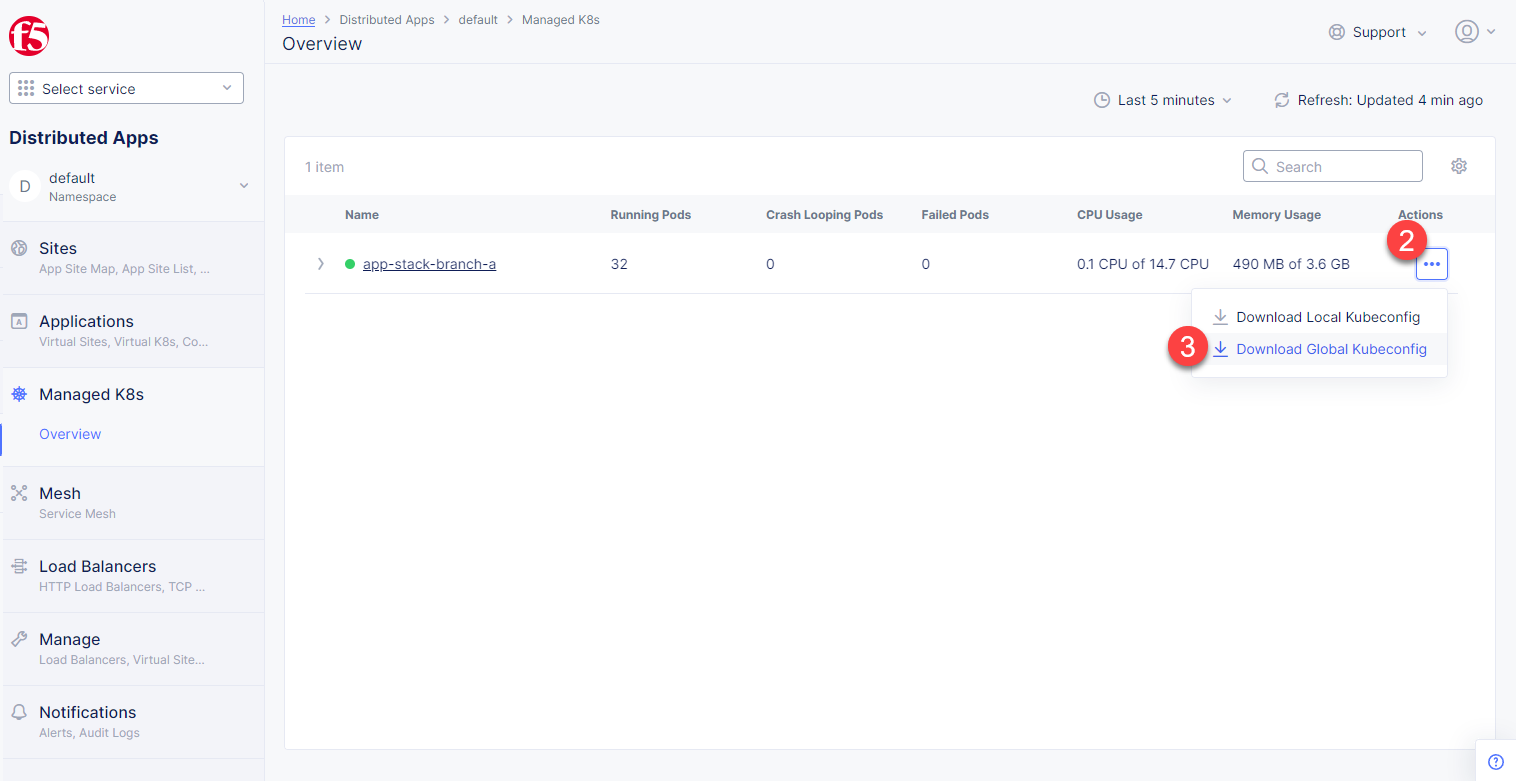 f5
Select service
Distributed Apps
D
default
Namespace
Sites
App Site Map, App Site List, ...
Applications
Virtual Sites, Virtual K8s, Co...
Managed K8s
Overview
Mesh
Service Mesh
Load Balancers
HTTP Load Balancers, TCP ...
Manage
Load Balancers, Virtual Site...
Notifications
Alerts, Audit Logs
Home > Distributed Apps > default > Managed K8s
Overview
Support
Last 5 minutes
Refresh: Updated 4 min ago
1 item
Search
Name Running Pods Crash Looping Pods Failed Pods CPU Usage Memory Usage Actions
2
app-stack-branch-a 32 0 0 0.1 CPU of 14.7 CPU 490 MB of 3.6 GB
Download Local Kubeconfig
3
Download Global Kubeconfig